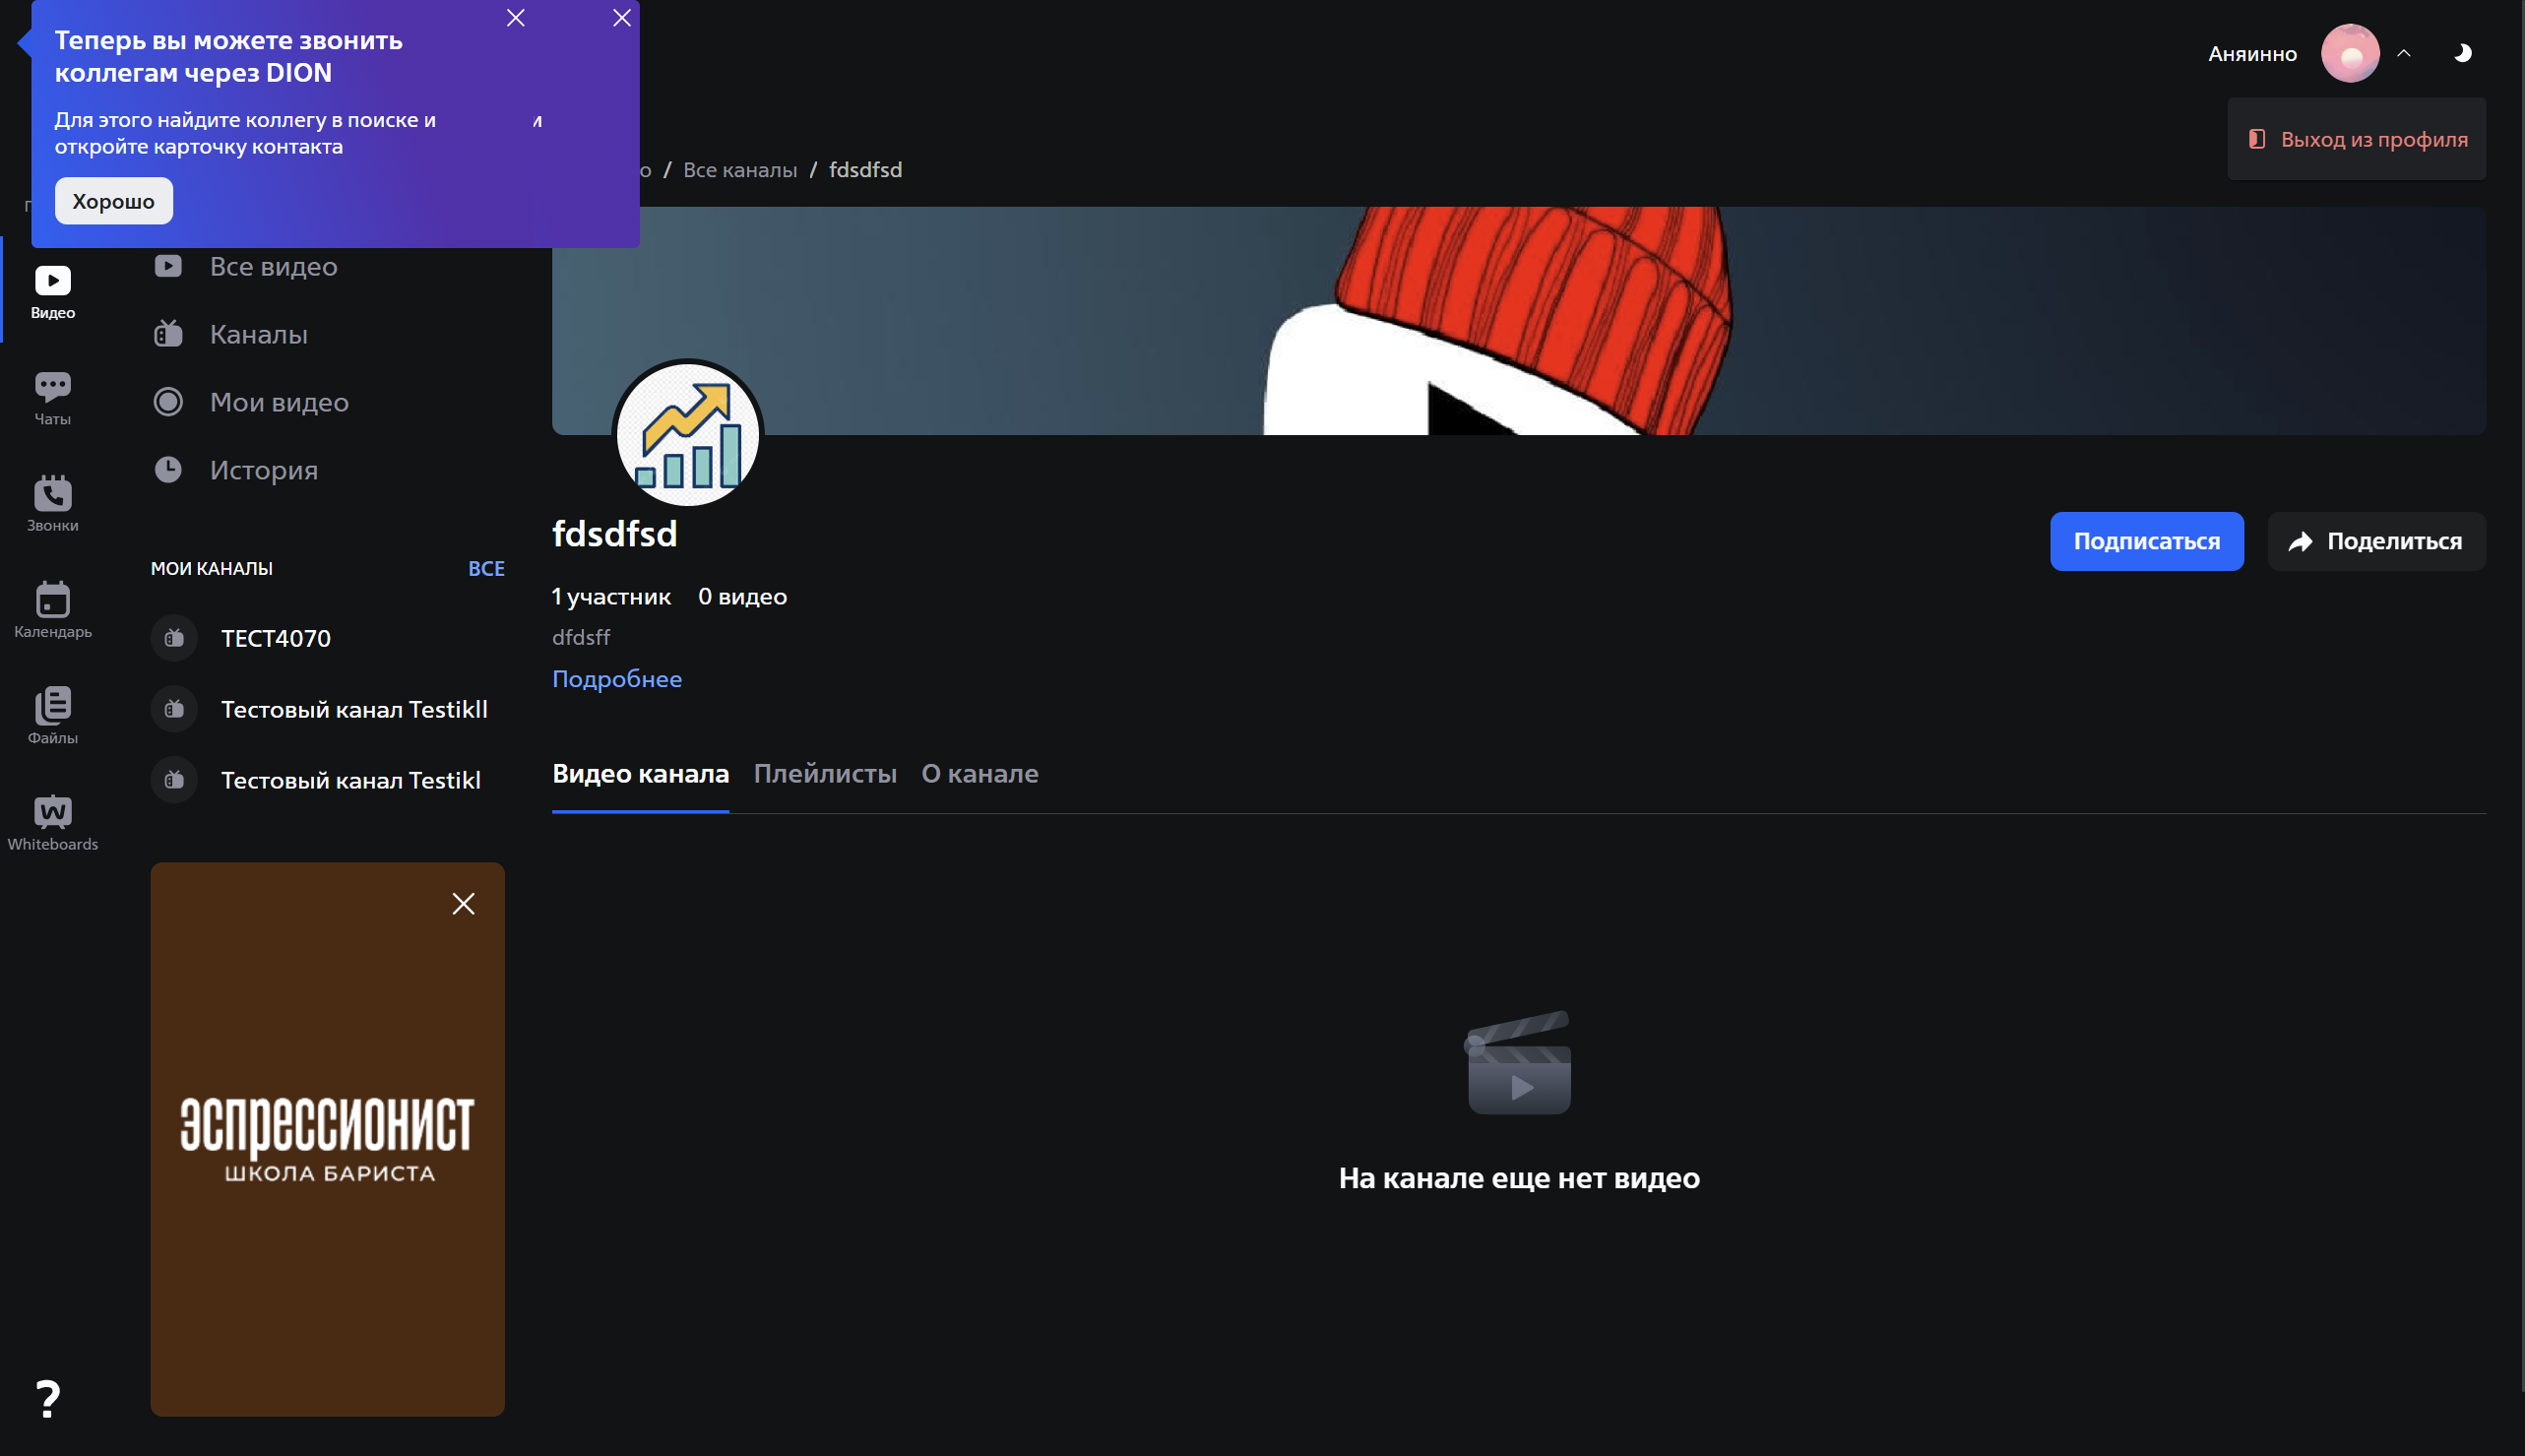 Теперь вы можете звонить
коллегам через DION
Для этого найдите коллегу в поиске и
и
откройте карточку контакта
Хорошо
Аняинно
Выход из профиля
/ Все каналы / fdsdfsd
Видео
Чаты
Звонки
Календарь
Файлы
Whiteboards
?
Все видео
Каналы
Мои видео
История
МОИ КАНАЛЫ
ВСЕ
ТЕСТ4070
Тестовый канал Testikll
Тестовый канал Testikl
ЭСПРЕССИОНИСТ
ШКОЛА БАРИСТА
fdsdfsd
Подписаться
Поделиться
1 участник 0 видео
dfdsff
Подробнее
Видео канала Плейлисты О канале
На канале еще нет видео